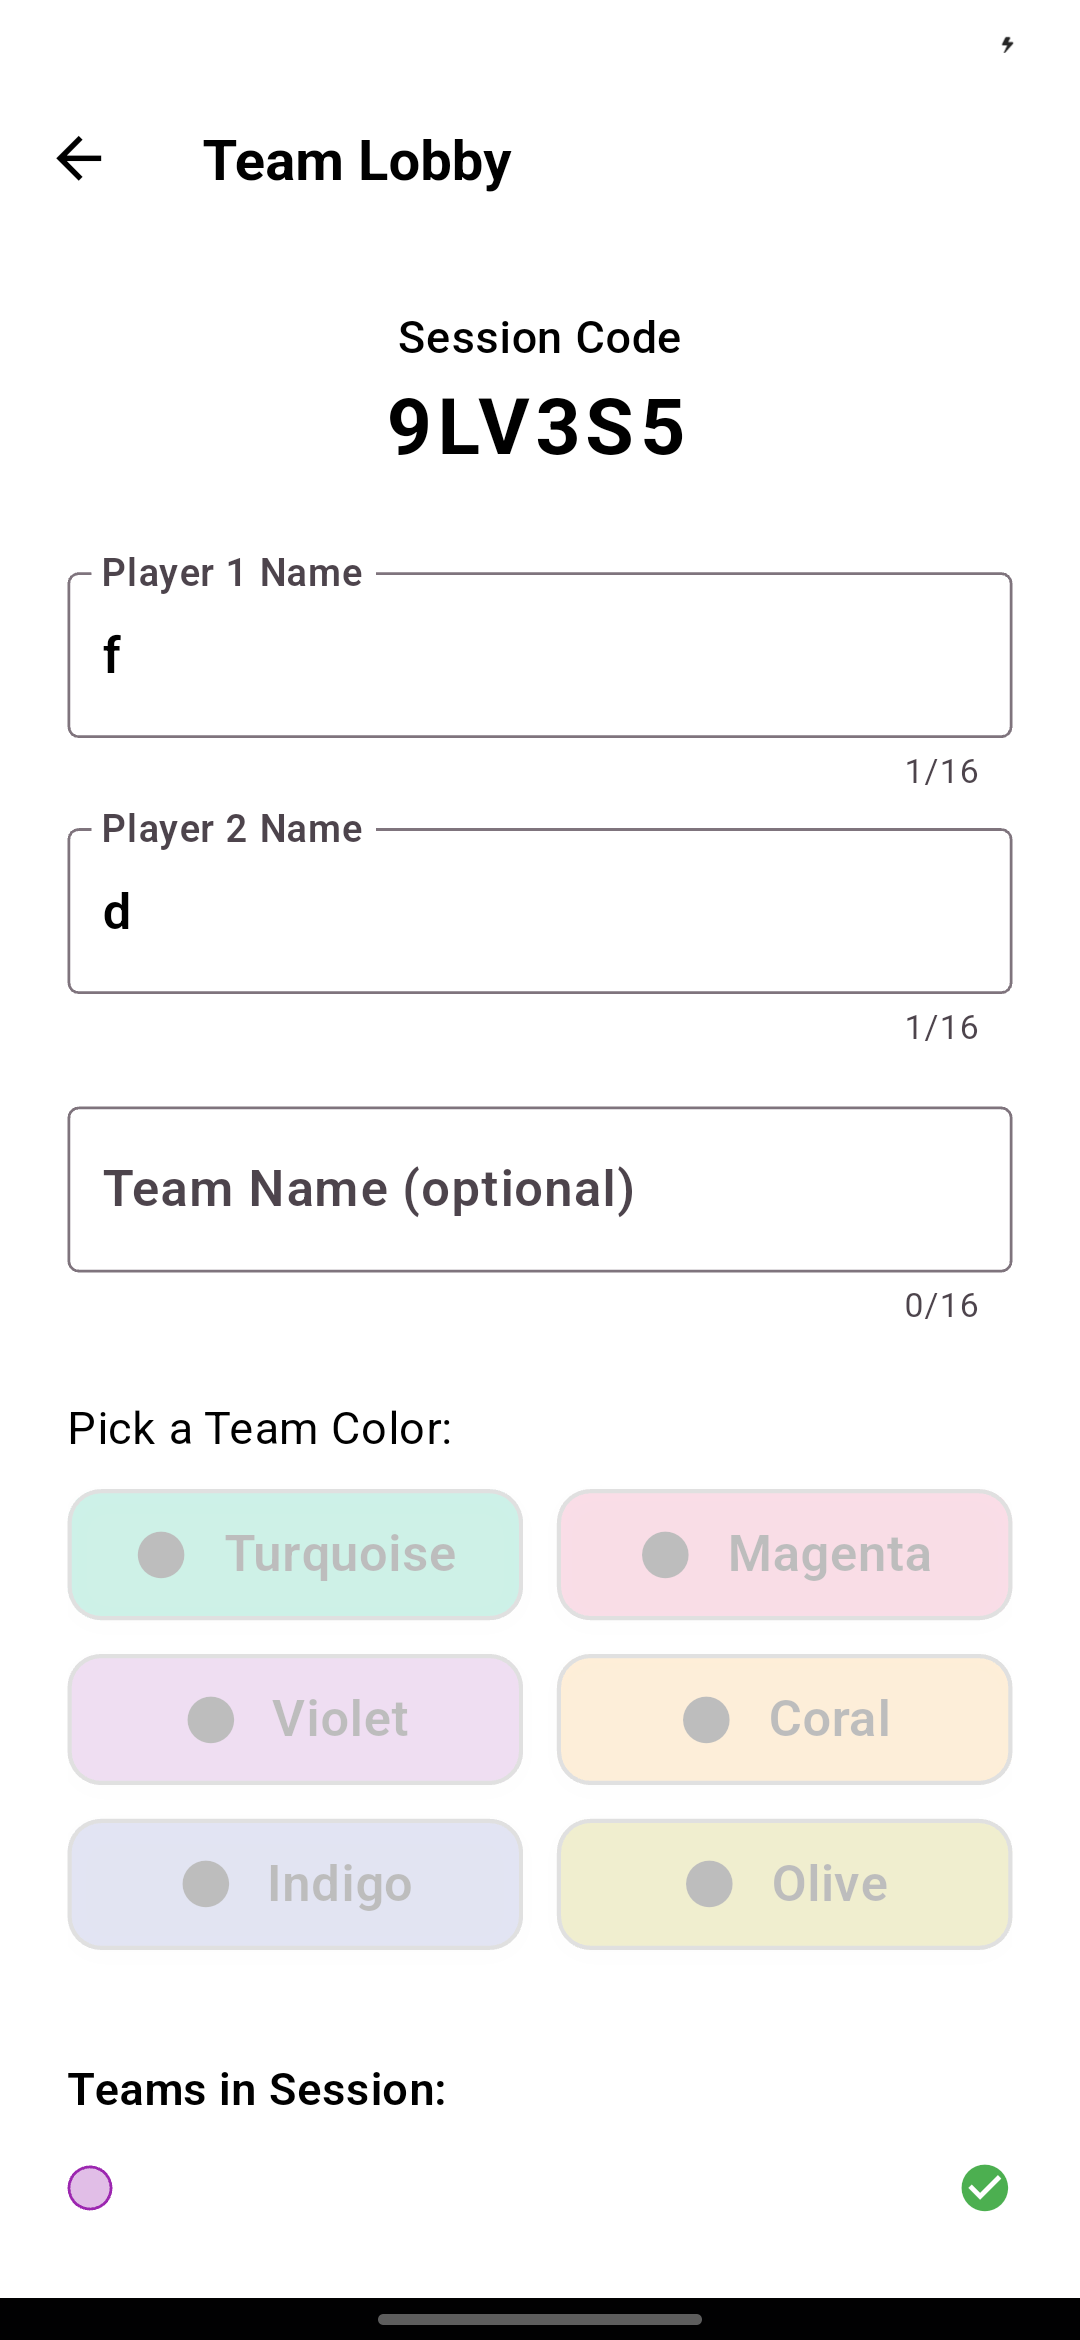 Team Lobby
Session Code
9LV3S5
Player 1 Name
f
1/16
Player 2 Name
d
1/16
Team Name (optional)
0/16
Pick a Team Color:
Turquoise Magenta
Violet Coral
Indigo Olive
Teams in Session: